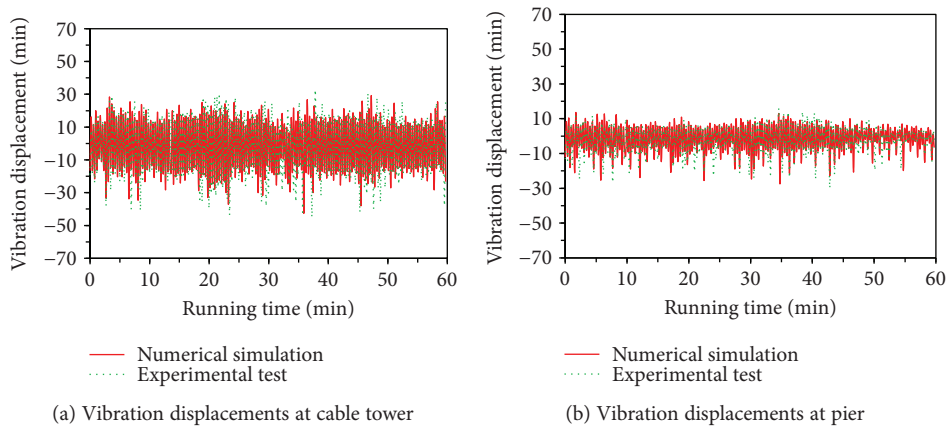 Vibration displacement (min)
70
50
30
10
−10
−30
−50
−70
0 10 20 30 40 50 60
Running time (min)
Numerical simulation
Experimental test
(a) Vibration displacements at cable tower
Vibration displacement (min)
70
50
30
10
−10
−30
−50
−70
0 10 20 30 40 50 60
Running time (min)
Numerical simulation
Experimental test
(b) Vibration displacements at pier